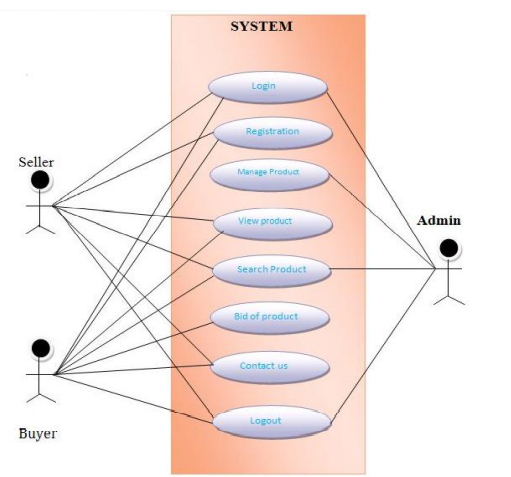 SYSTEM
Login
Registration
Seller
Manage Product
View product
Admin
Search Product
Bid of product
Contact us
Logout
Buyer